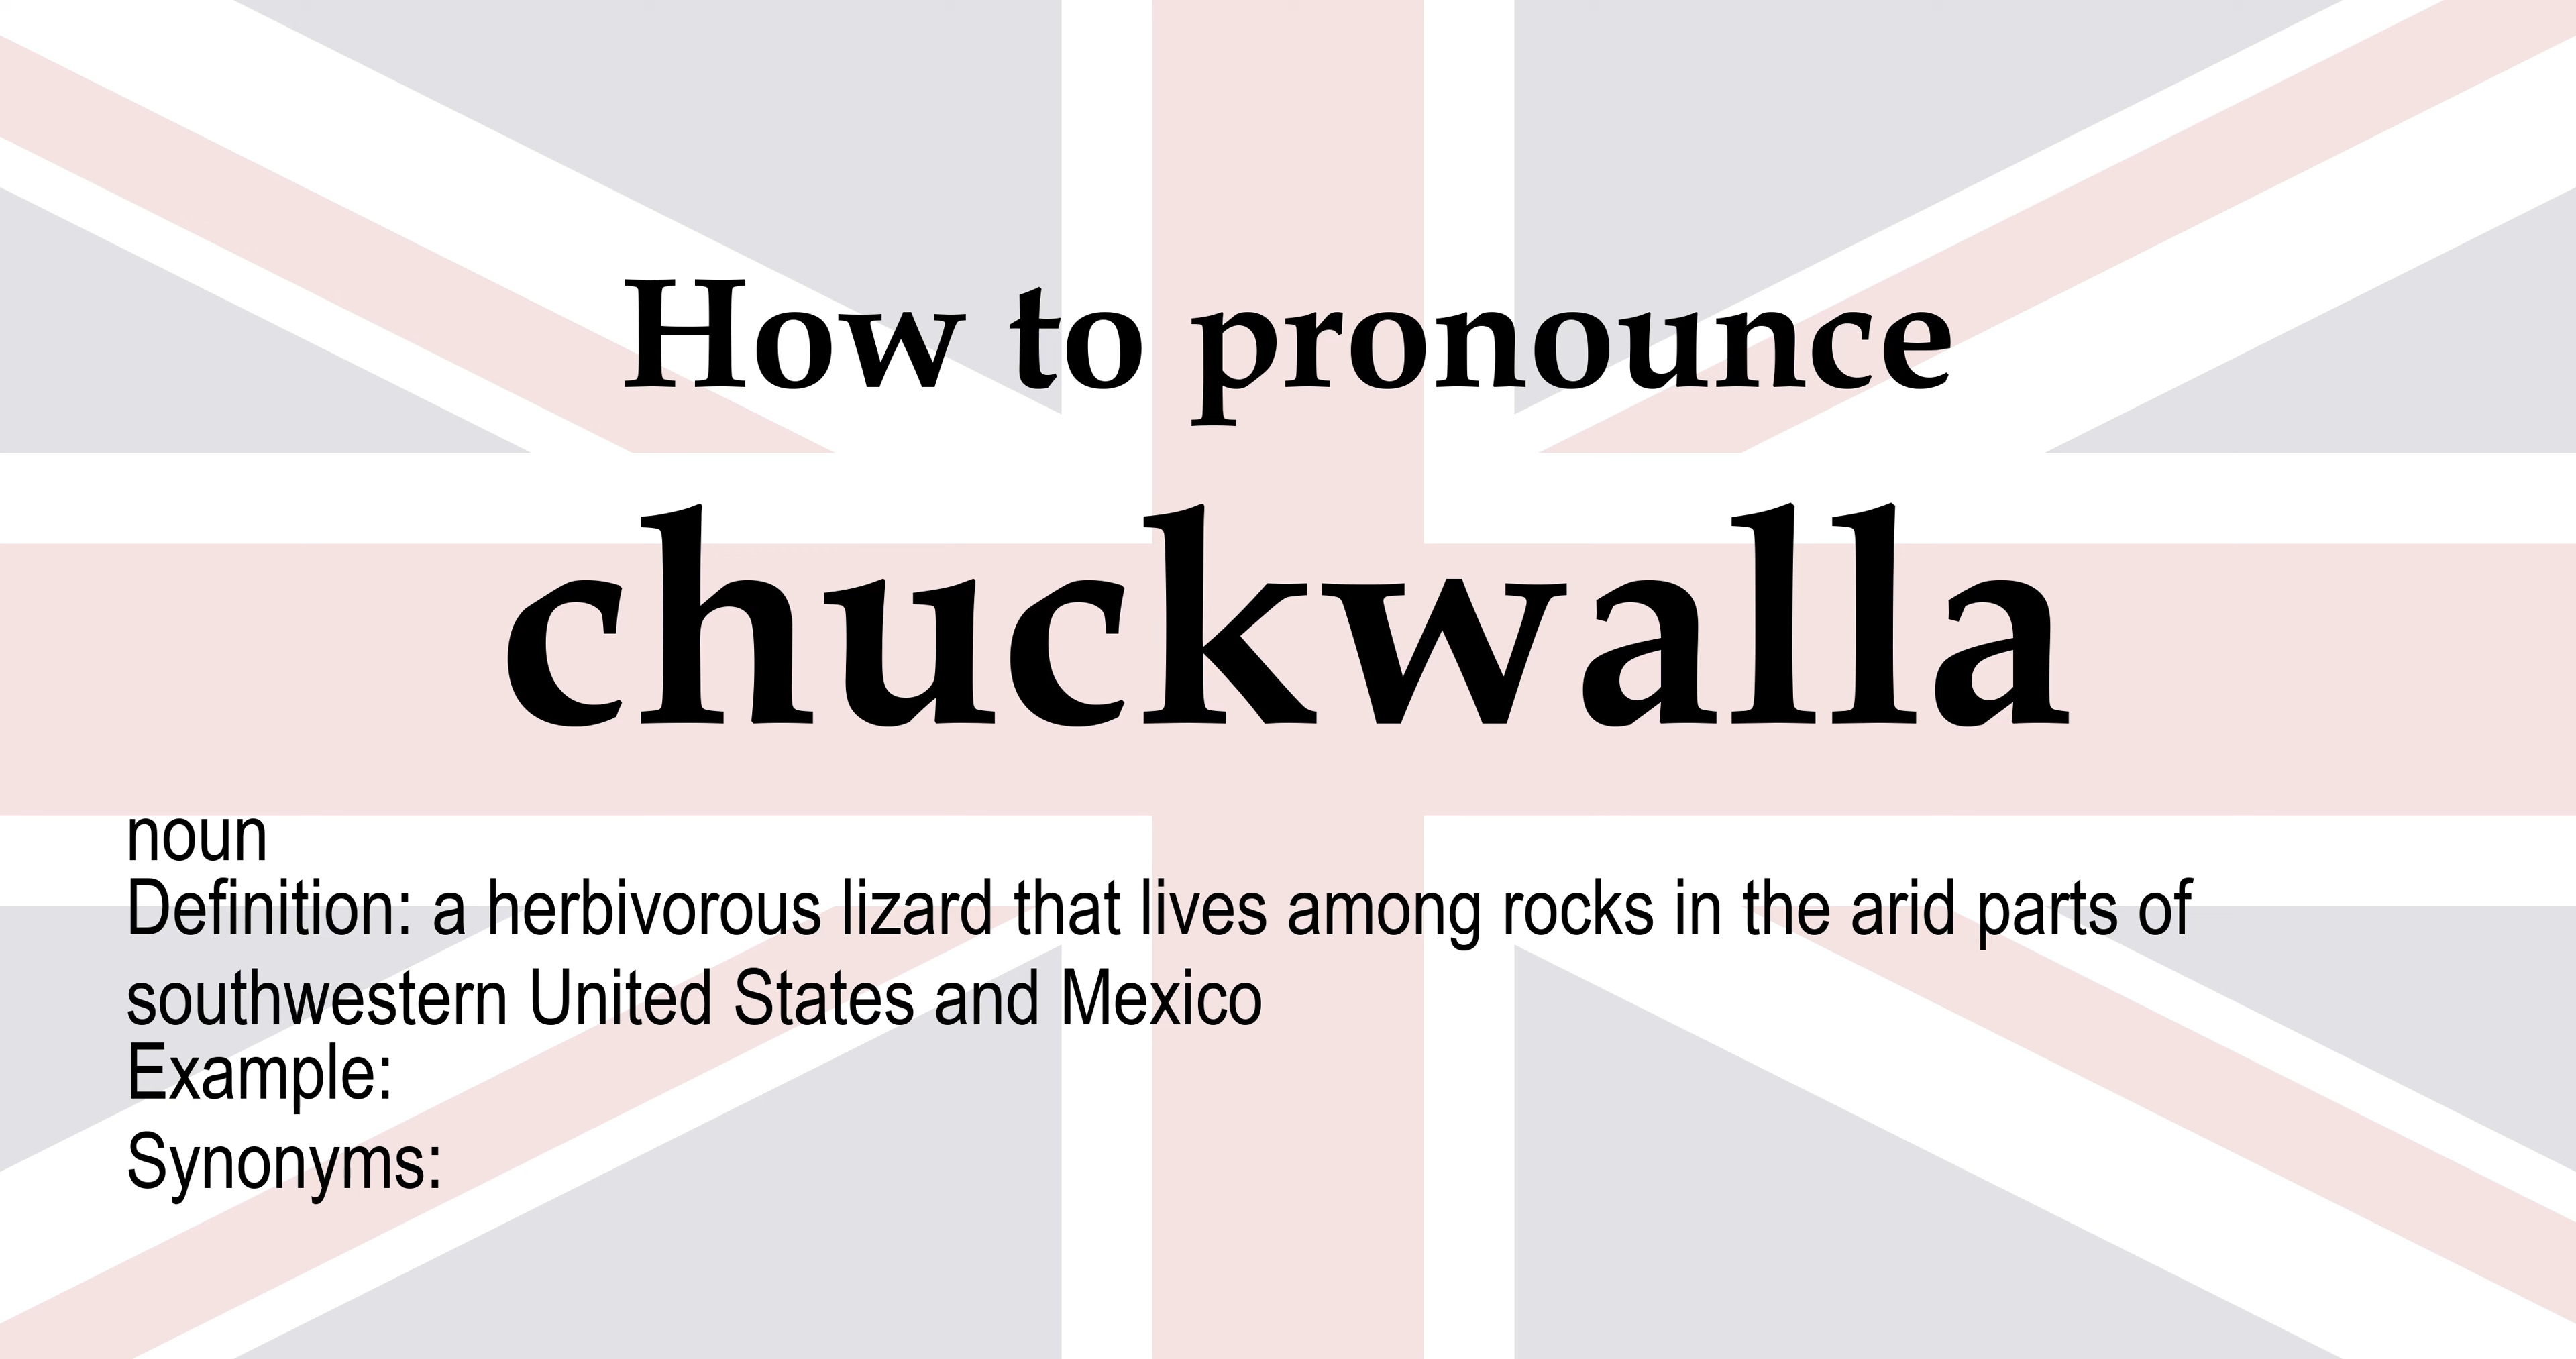 How to pronounce
chuckwalla
noun
Definition: a herbivorous lizard that lives among rocks in the arid parts of
southwestern United States and Mexico
Example:
Synonyms: